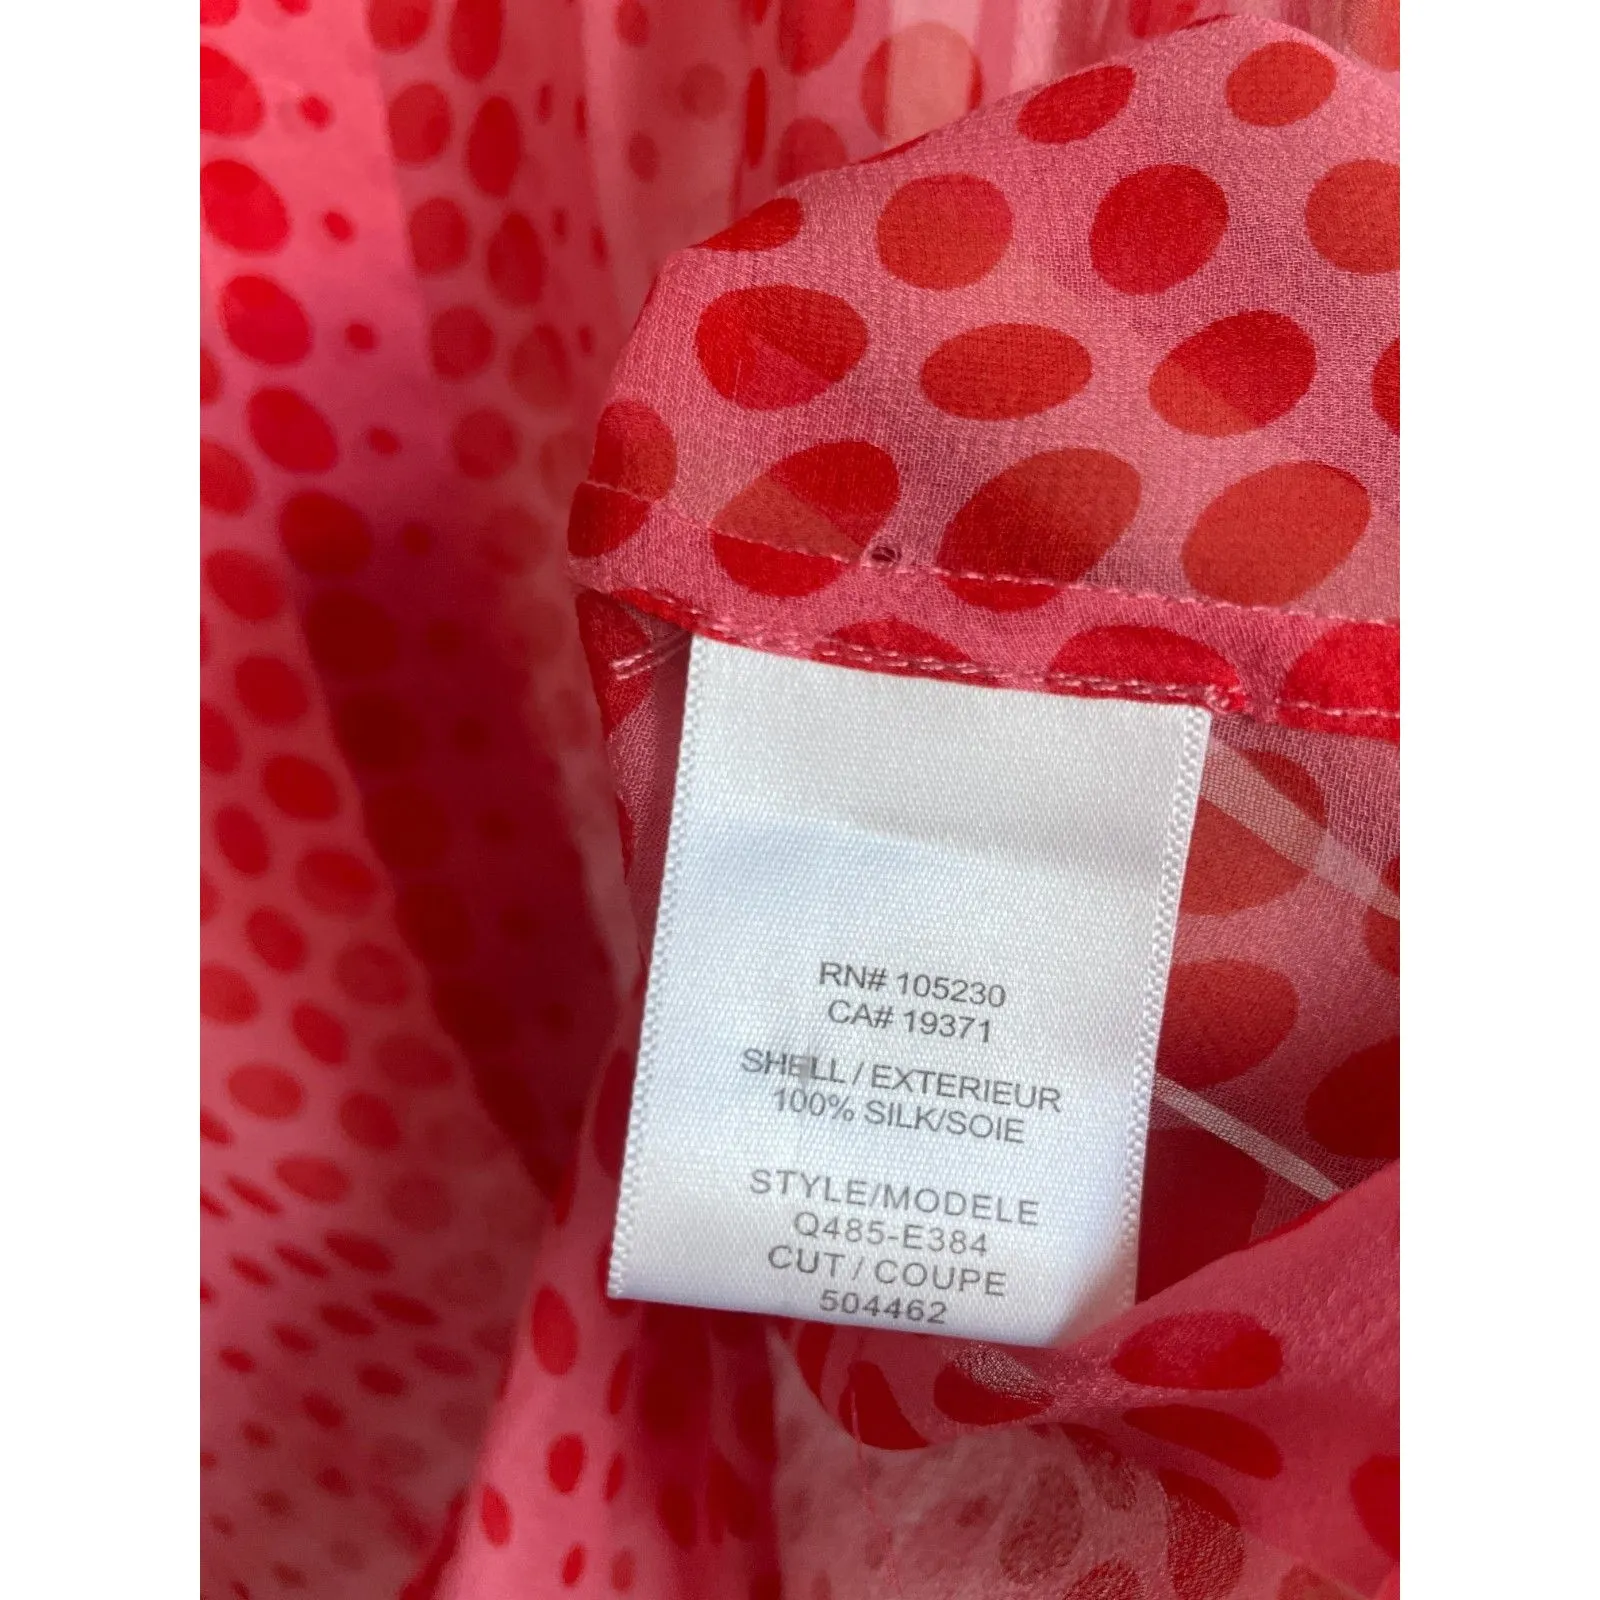 RN# 105230
CA# 19371
SHELL / EXTERIEUR
100% SILK/SOIE
STYLE/MODELE
Q485-E384
CUT / COUPE
504462